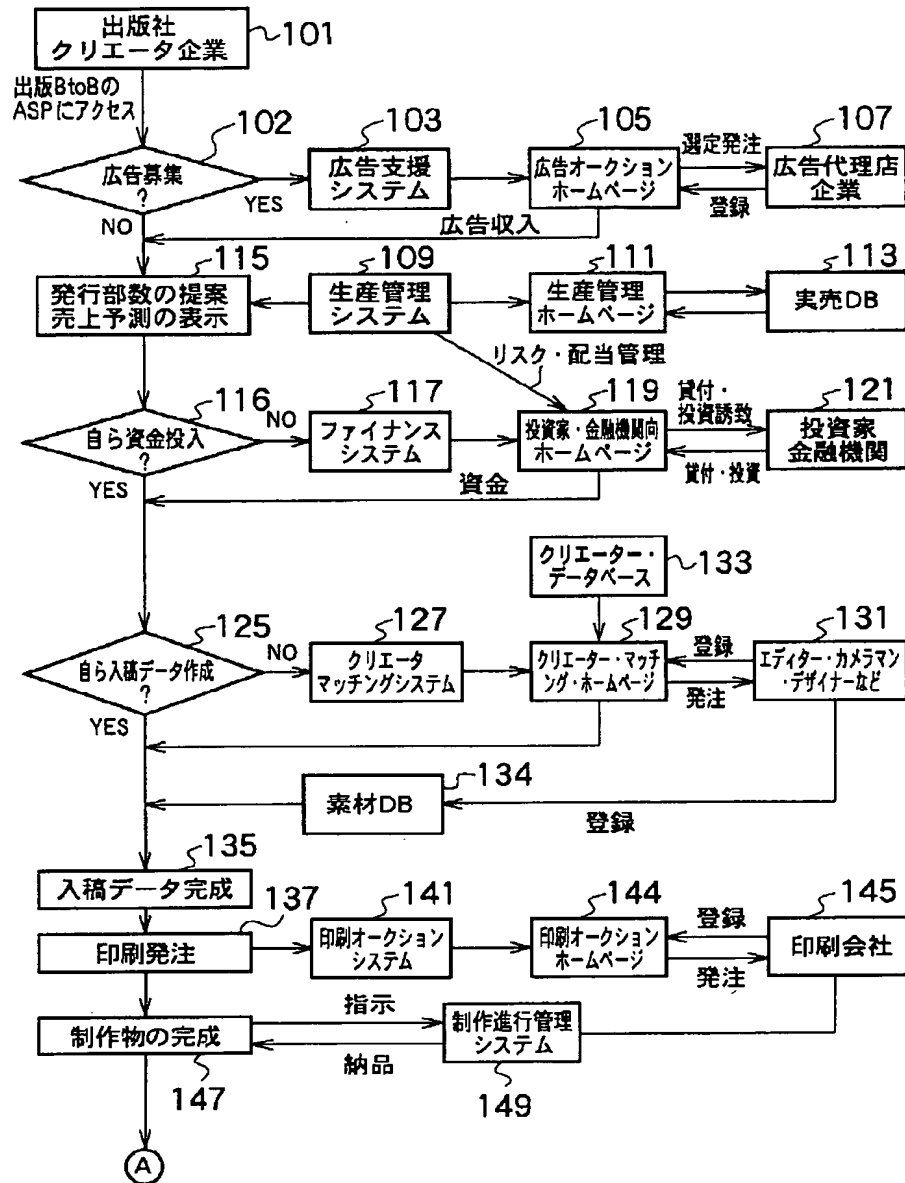 出版社
クリエータ企業
101
出版BtoBの
ASPにアクセス
102
103
105
107
広告募集
?
YES
NO
広告支援
システム
広告オークション
ホームページ
選定発注
登録
広告代理店
企業
広告収入
115
109
111
113
発行部数の提案
売上予測の表示
生産管理
システム
生産管理
ホームページ
実売DB
リスク・配当管理
116
117
119
121
自ら資金投入
?
NO
YES
ファイナンス
システム
投資家・金融機関向
ホームページ
貸付・
投資誘致
貸付・投資
投資家
金融機関
資金
クリエーター・
データベース
133
125
127
129
131
自ら入稿データ作成
?
NO
YES
クリエータ
マッチングシステム
クリエーター・マッ
チング・ホームページ
登録
発注
エディター・カメラマン
・デザイナーなど
134
素材DB
登録
135
入稿データ完成
137
141
144
145
印刷発注
印刷オークション
システム
印刷オークション
ホームページ
登録
発注
印刷会社
制作物の完成
指示
納品
制作進行管理
システム
147
149
A